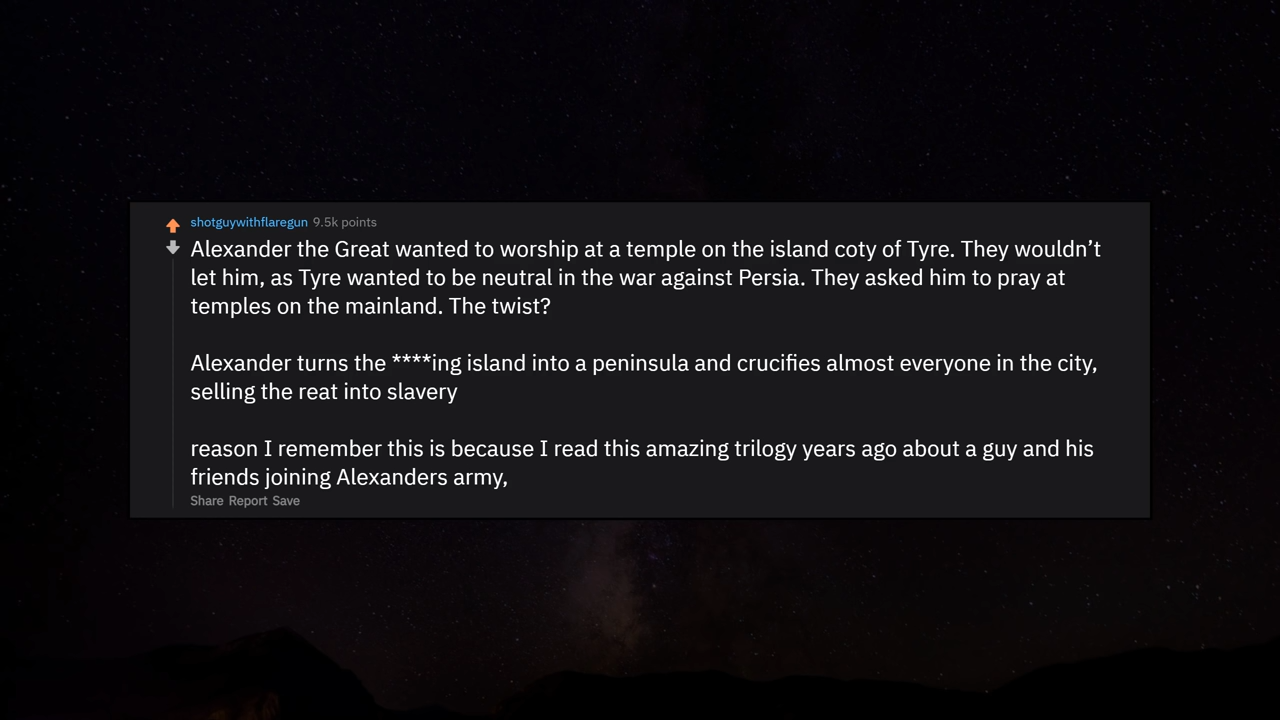 shotguywithflaregun 9.5k points
Alexander the Great wanted to worship at a temple on the island coty of Tyre. They wouldn’t
let him, as Tyre wanted to be neutral in the war against Persia. They asked him to pray at
temples on the mainland. The twist?
Alexander turns the ****ing island into a peninsula and crucifies almost everyone in the city,
selling the reat into slavery
reason I remember this is because I read this amazing trilogy years ago about a guy and his
friends joining Alexanders army,
Share Report Save